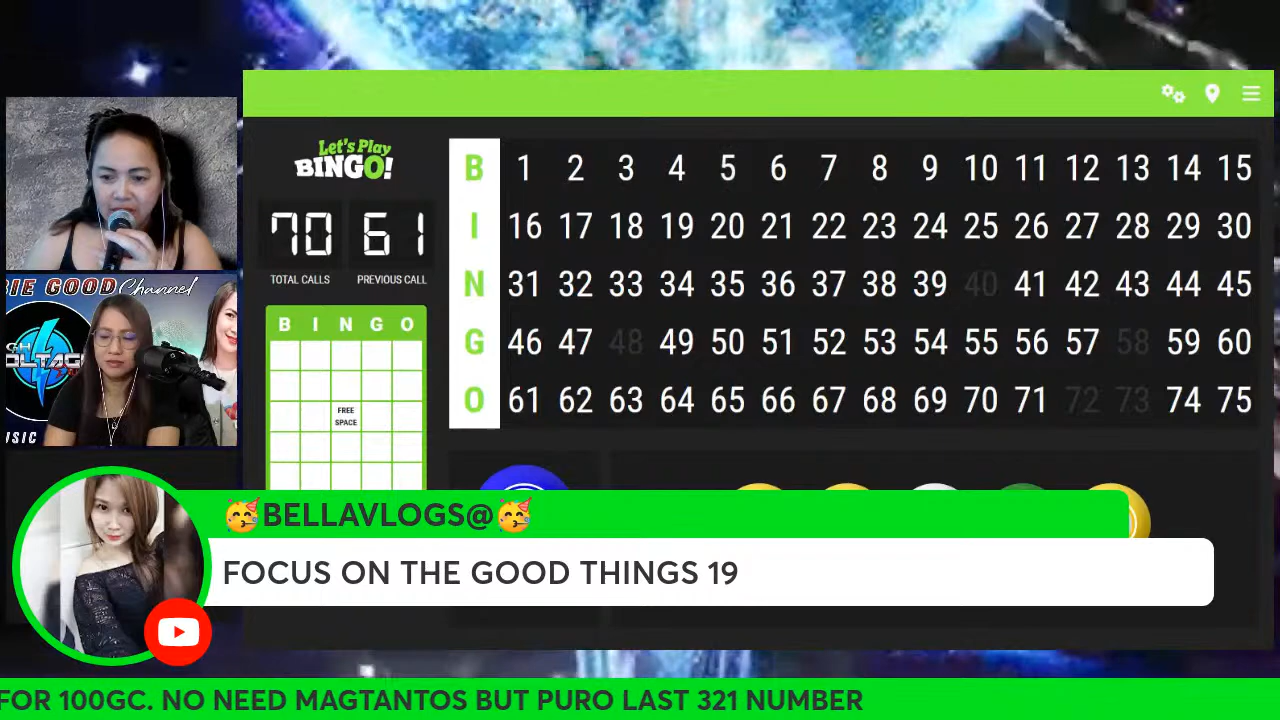 Let's Play
BINGO!
70 61
TOTAL CALLS PREVIOUS CALL
B I N G O
FREE
SPACE
B 1 2 3 4 5 6 7 8 9 10 11 12 13 14 15
I 16 17 18 19 20 21 22 23 24 25 26 27 28 29 30
N 31 32 33 34 35 36 37 38 39 40 41 42 43 44 45
G 46 47 48 49 50 51 52 53 54 55 56 57 58 59 60
O 61 62 63 64 65 66 67 68 69 70 71 72 73 74 75
BIE GOOD Channel
GH
OLTAG
USIC
🥳BELLAVLOGS@🥳
FOCUS ON THE GOOD THINGS 19
FOR 100GC. NO NEED MAGTANTOS BUT PURO LAST 321 NUMBER